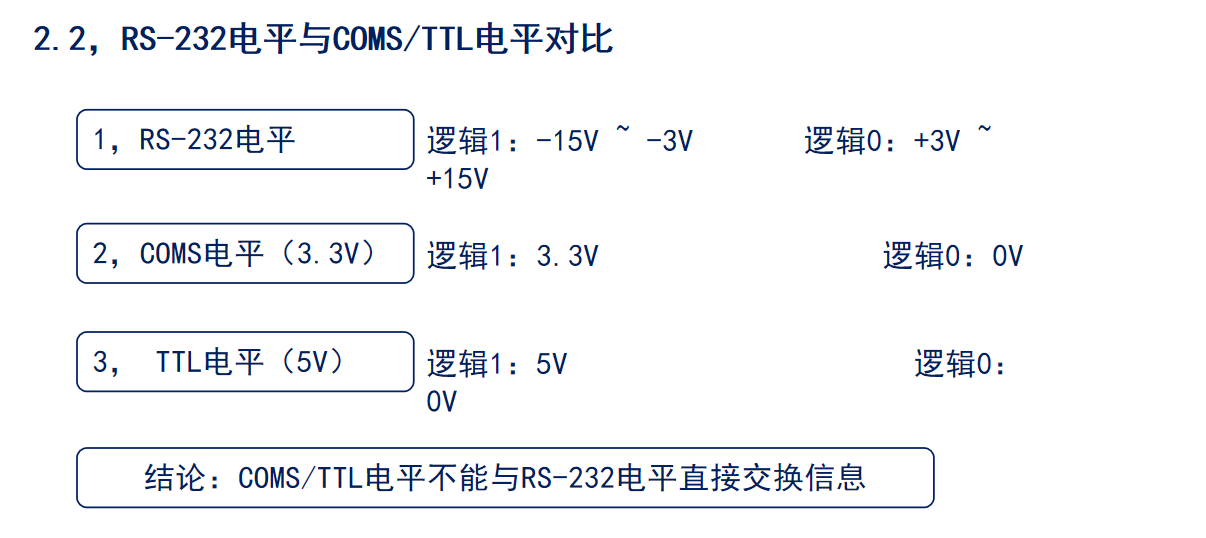 2.2，RS-232电平与COMS/TTL电平对比
1，RS-232电平 逻辑1：-15V ~ -3V 逻辑0：+3V ~
+15V
2，COMS电平（3.3V） 逻辑1：3.3V 逻辑0：0V
3， TTL电平（5V） 逻辑1：5V 逻辑0：
0V
结论：COMS/TTL电平不能与RS-232电平直接交换信息